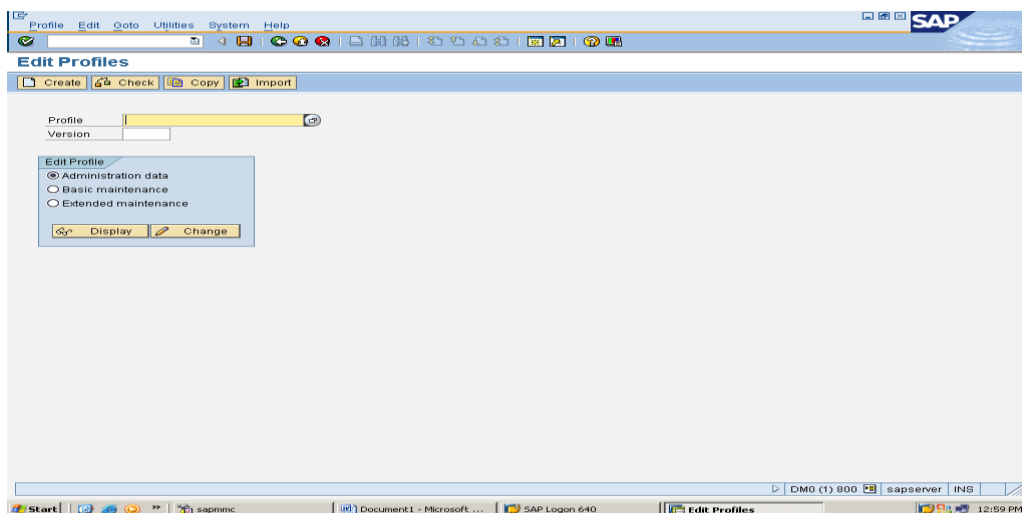 Profile Edit Goto Utilities System Help
SAP
Edit Profiles
Create Check Copy Import
Profile
Version
Edit Profile
Administration data
Basic maintenance
Extended maintenance
Display Change
DM0 (1) 800 sapserver INS
Start » sapmmc Document1 - Microsoft ... SAP Logon 640 Edit Profiles 12:59 PM